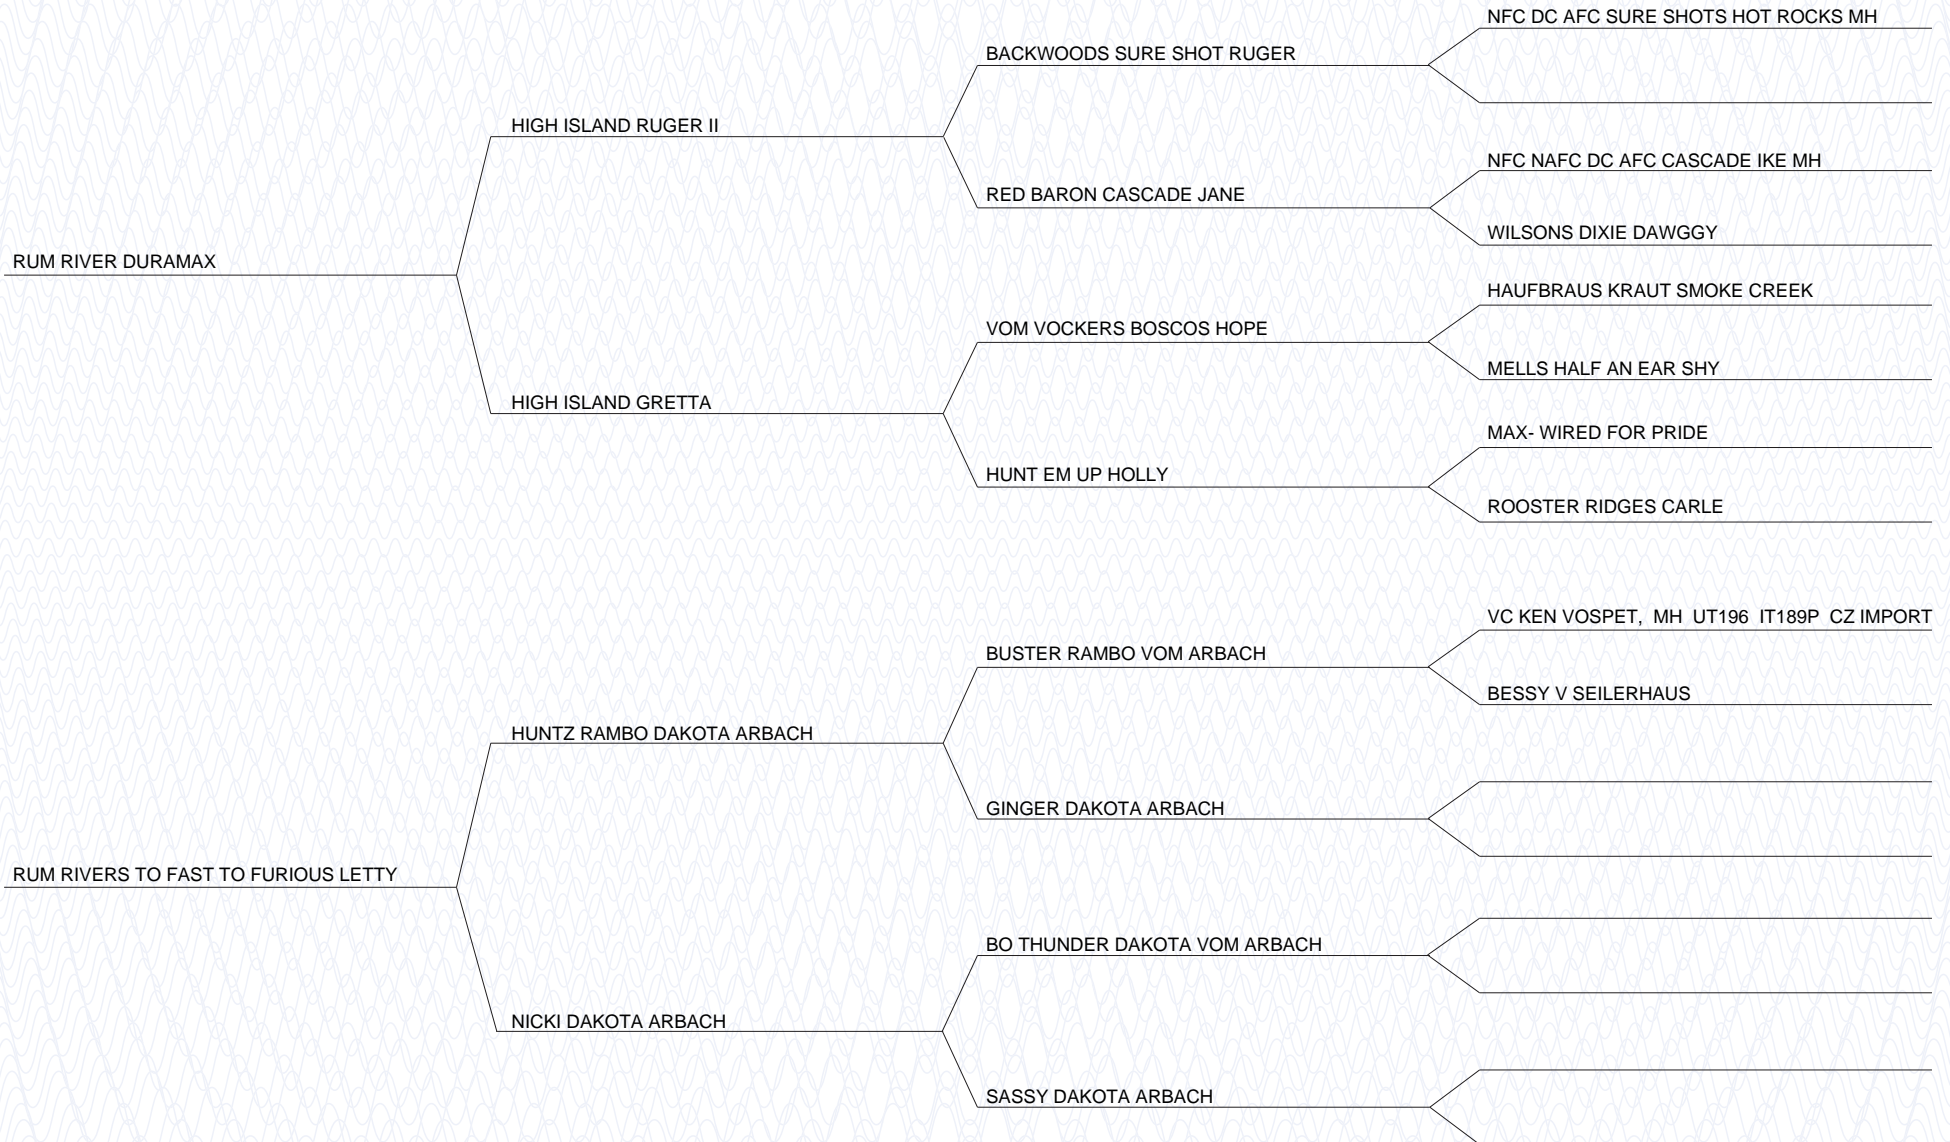 NFC DC AFC SURE SHOTS HOT ROCKS MH
BACKWOODS SURE SHOT RUGER
HIGH ISLAND RUGER II
NFC NAFC DC AFC CASCADE IKE MH
RED BARON CASCADE JANE
WILSONS DIXIE DAWGGY
RUM RIVER DURAMAX
HAUFBRAUS KRAUT SMOKE CREEK
VOM VOCKERS BOSCOS HOPE
MELLS HALF AN EAR SHY
HIGH ISLAND GRETTA
MAX- WIRED FOR PRIDE
HUNT EM UP HOLLY
ROOSTER RIDGES CARLE
VC KEN VOSPET,  MH  UT196  IT189P  CZ IMPORT
BUSTER RAMBO VOM ARBACH
BESSY V SEILERHAUS
HUNTZ RAMBO DAKOTA ARBACH
GINGER DAKOTA ARBACH
RUM RIVERS TO FAST TO FURIOUS LETTY
BO THUNDER DAKOTA VOM ARBACH
NICKI DAKOTA ARBACH
SASSY DAKOTA ARBACH